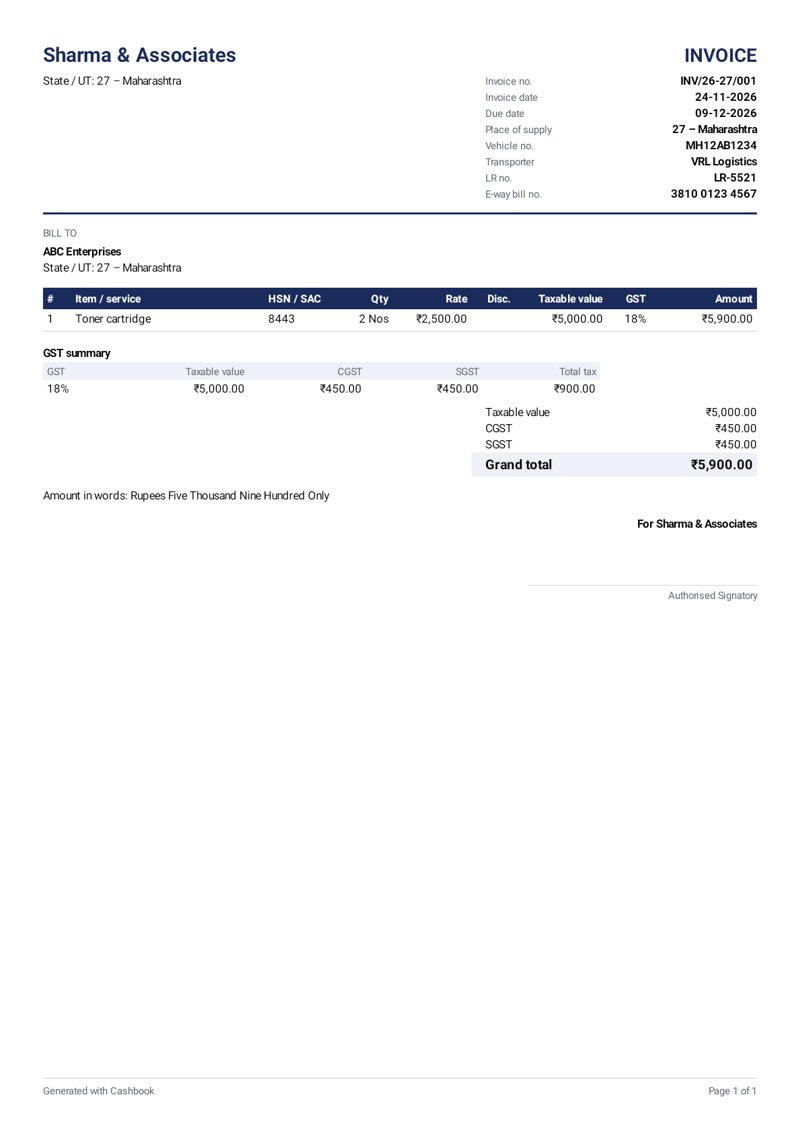 Sharma & Associates
INVOICE
State / UT: 27 – Maharashtra
Invoice no. INV/26-27/001
Invoice date 24-11-2026
Due date 09-12-2026
Place of supply 27 – Maharashtra
Vehicle no. MH12AB1234
Transporter VRL Logistics
LR no. LR-5521
E-way bill no. 3810 0123 4567
BILL TO
ABC Enterprises
State / UT: 27 – Maharashtra
# Item / service HSN / SAC Qty Rate Disc. Taxable value GST Amount
1 Toner cartridge 8443 2 Nos ₹2,500.00 ₹5,000.00 18% ₹5,900.00
GST summary
GST Taxable value CGST SGST Total tax
18% ₹5,000.00 ₹450.00 ₹450.00 ₹900.00
Taxable value ₹5,000.00
CGST ₹450.00
SGST ₹450.00
Grand total ₹5,900.00
Amount in words: Rupees Five Thousand Nine Hundred Only
For Sharma & Associates
Authorised Signatory
Generated with Cashbook Page 1 of 1